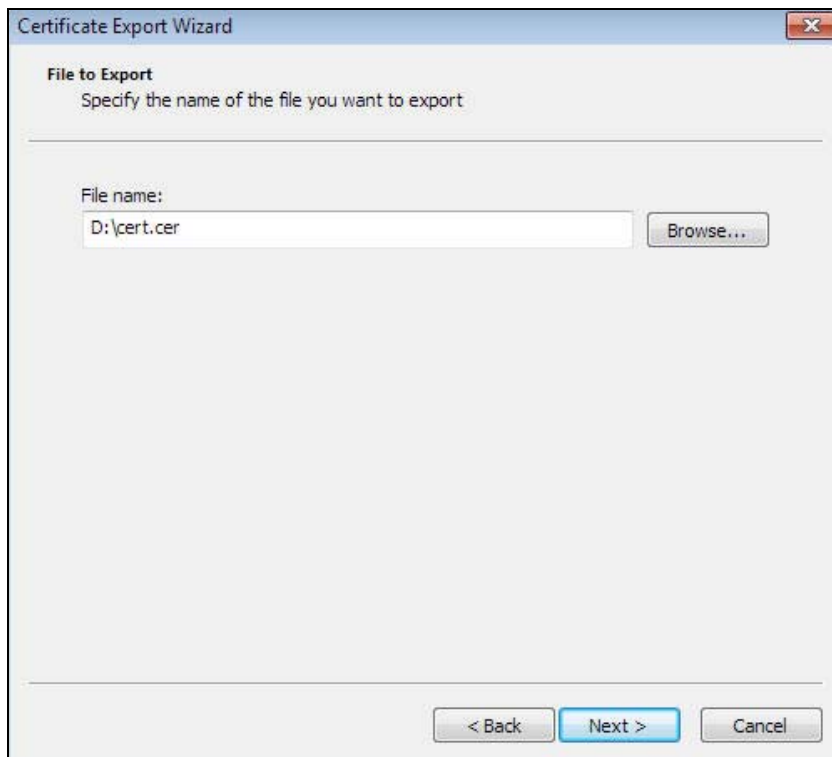 Certificate Export Wizard
File to Export
Specify the name of the file you want to export
File name:
D:\cert.cer
Browse...
< Back
Next >
Cancel